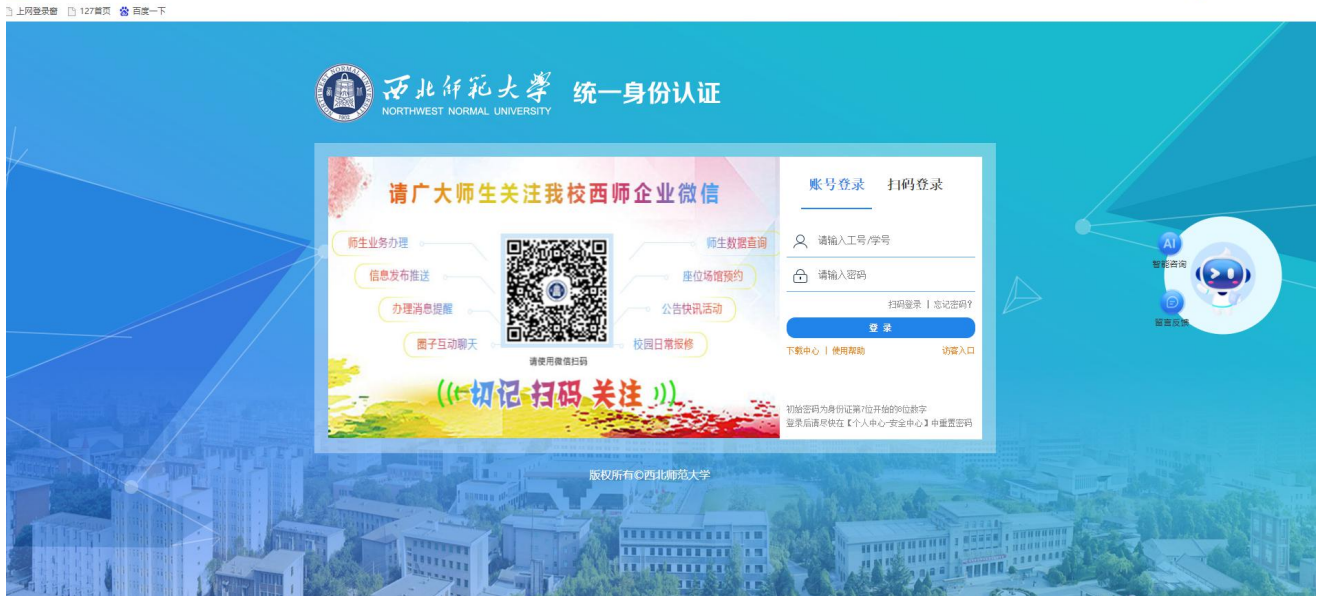 上网登录窗 127首页 百度一下
西北师范大学 统一身份认证
NORTHWEST NORMAL UNIVERSITY
请广大师生关注我校西师企业微信
师生业务办理
信息发布推送
办理消息提醒
圈子互动聊天
师生数据查询
座位场馆预约
公告快讯活动
校园日常报修
请使用微信扫码
((←切记 扫码 关注 ))
账号登录 扫码登录
请输入工号/学号
请输入密码
扫码登录 | 忘记密码?
登 录
下载中心 | 使用帮助 访客入口
初始密码为身份证第7位开始的8位数字
登录后请尽快在【个人中心-安全中心】中重置密码
AI
智能咨询
留言反馈
版权所有©西北师范大学